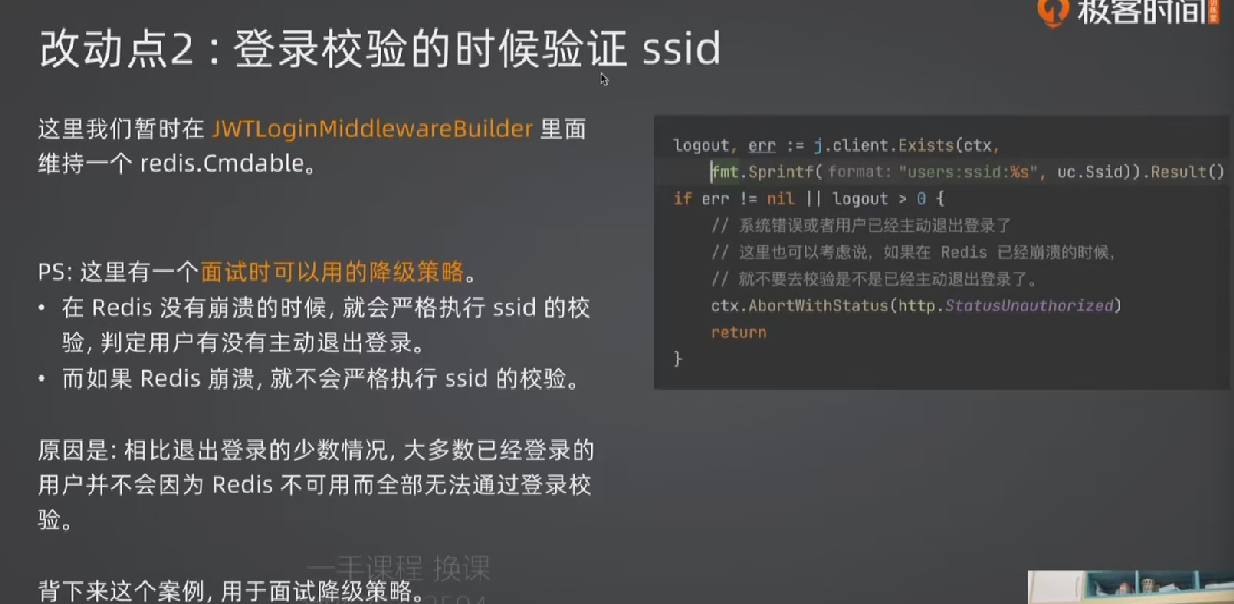 极客时间
改动点2：登录校验的时候验证 ssid
这里我们暂时在 JWTLoginMiddlewareBuilder 里面
维持一个 redis.Cmdable。
PS: 这里有一个面试时可以用的降级策略。
• 在 Redis 没有崩溃的时候, 就会严格执行 ssid 的校
验, 判定用户有没有主动退出登录。
• 而如果 Redis 崩溃, 就不会严格执行 ssid 的校验。
原因是: 相比退出登录的少数情况, 大多数已经登录的
用户并不会因为 Redis 不可用而全部无法通过登录校
验。
一手课程 换课
背下来这个案例, 用于面试降级策略。
logout, err := j.client.Exists(ctx,
fmt.Sprintf( format: "users:ssid:%s", uc.Ssid)).Result()
if err != nil || logout > 0 {
// 系统错误或者用户已经主动退出登录了
// 这里也可以考虑说, 如果在 Redis 已经崩溃的时候,
// 就不要去校验是不是已经主动退出登录了。
ctx.AbortWithStatus(http.StatusUnauthorized)
return
}